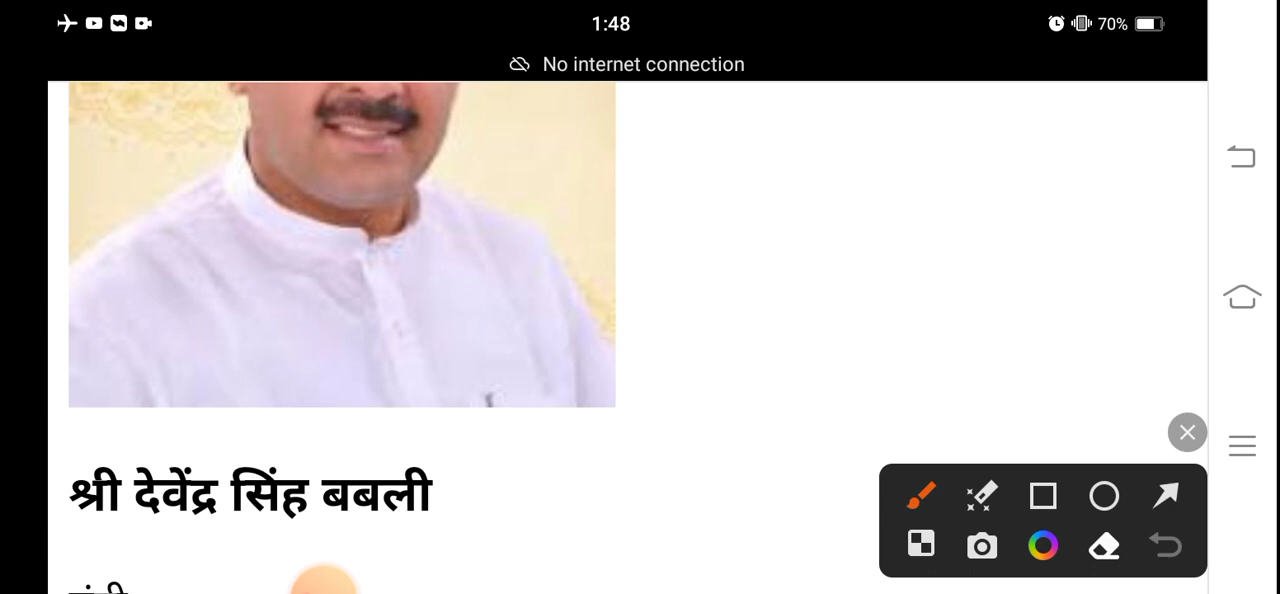 1:48
70%
No internet connection
श्री देवेंद्र सिंह बबली